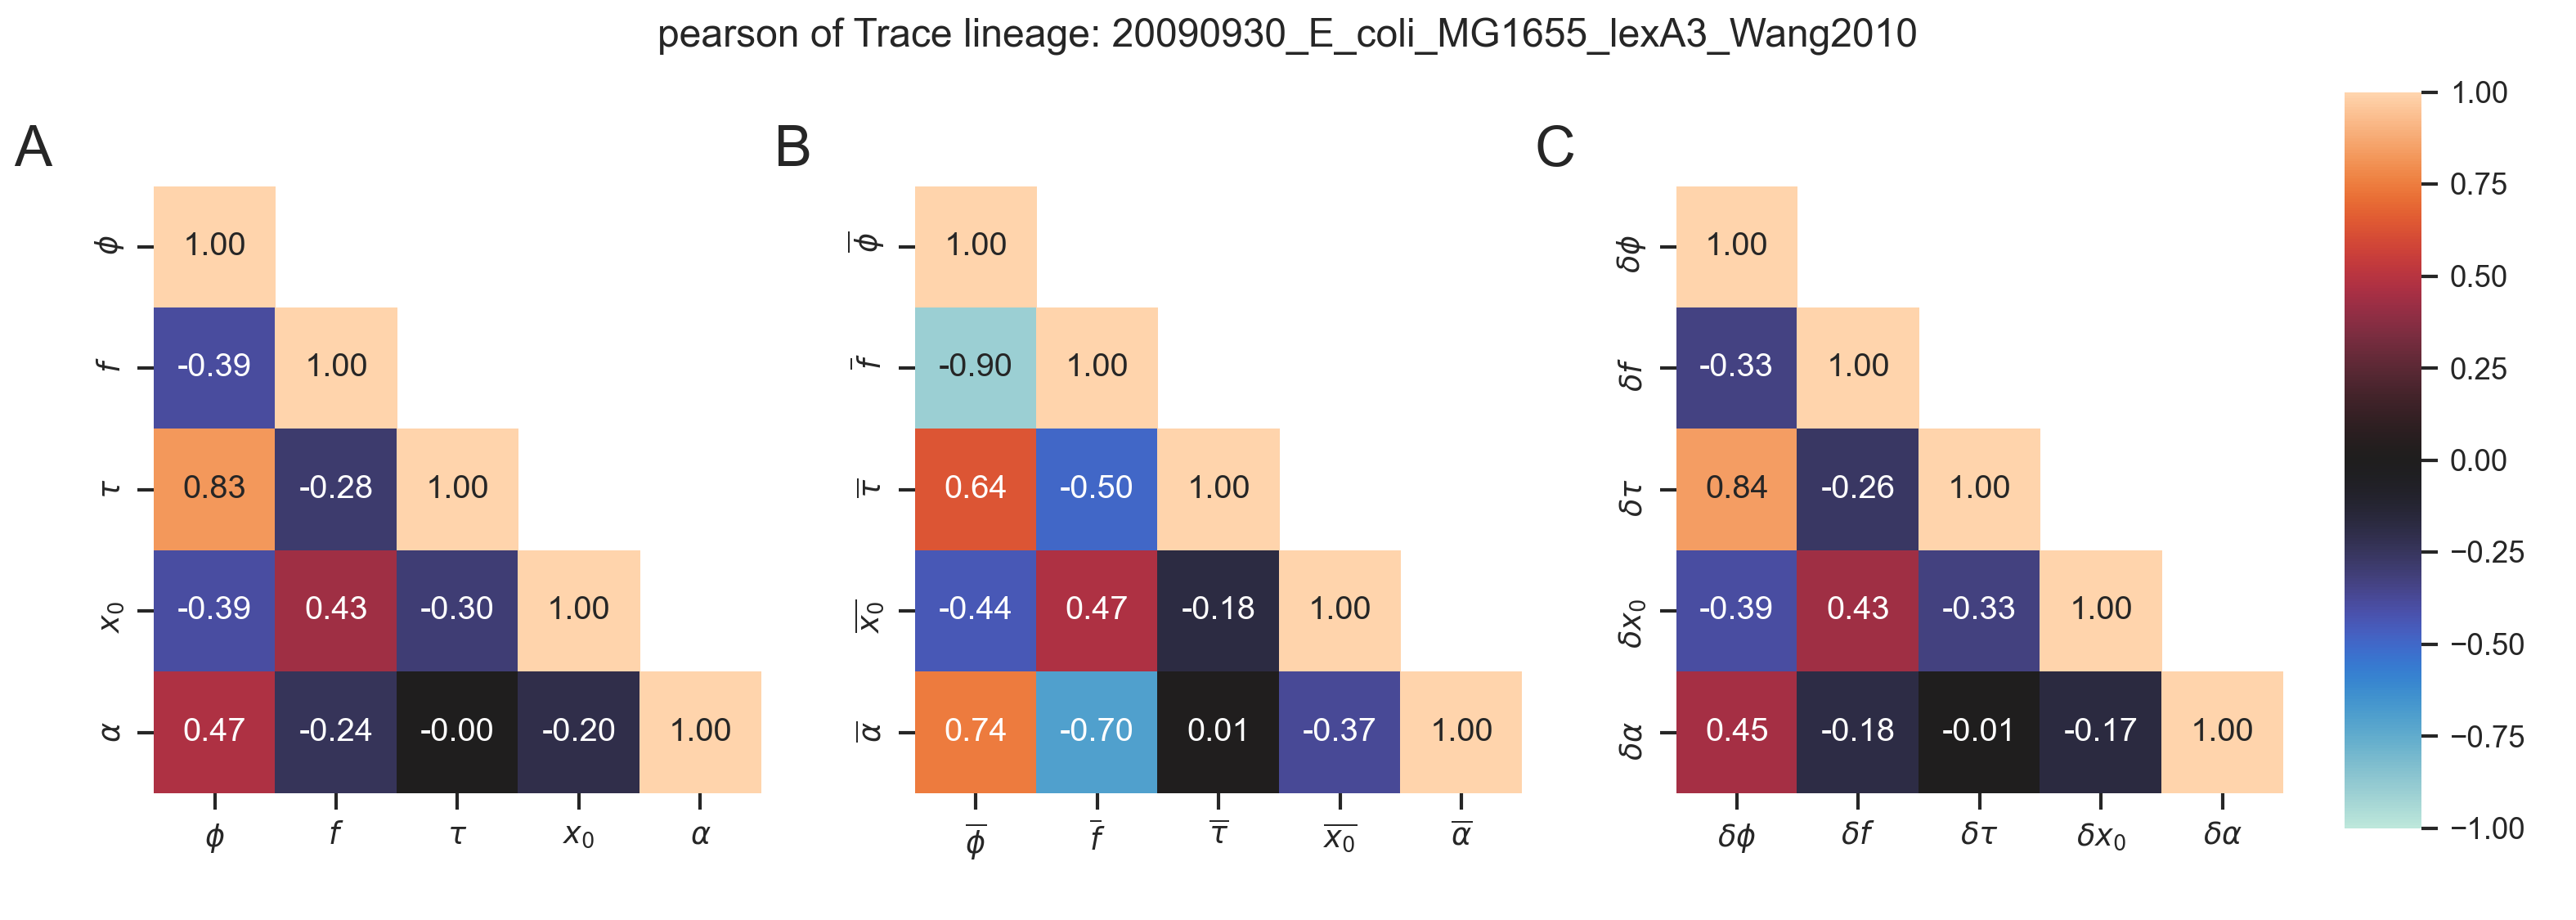 pearson of Trace lineage: 20090930_E_coli_MG1655_lexA3_Wang2010
A
ϕ 1.00
f -0.39 1.00
τ 0.83 -0.28 1.00
x₀ -0.39 0.43 -0.30 1.00
α 0.47 -0.24 -0.00 -0.20 1.00
ϕ f τ x₀ α
B
ϕ̅ 1.00
f̅ -0.90 1.00
τ̅ 0.64 -0.50 1.00
x̅₀ -0.44 0.47 -0.18 1.00
α̅ 0.74 -0.70 0.01 -0.37 1.00
ϕ̅ f̅ τ̅ x̅₀ α̅
C
δϕ 1.00
δf -0.33 1.00
δτ 0.84 -0.26 1.00
δx₀ -0.39 0.43 -0.33 1.00
δα 0.45 -0.18 -0.01 -0.17 1.00
δϕ δf δτ δx₀ δα
1.00
0.75
0.50
0.25
0.00
−0.25
−0.50
−0.75
−1.00